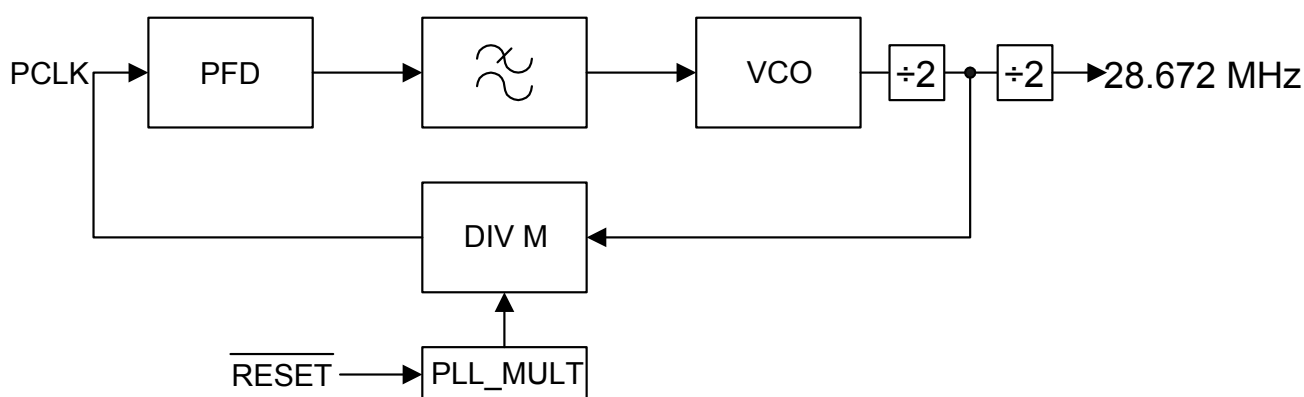 PCLK
PFD
VCO
÷2
÷2
28.672 MHz
DIV M
RESET
PLL_MULT